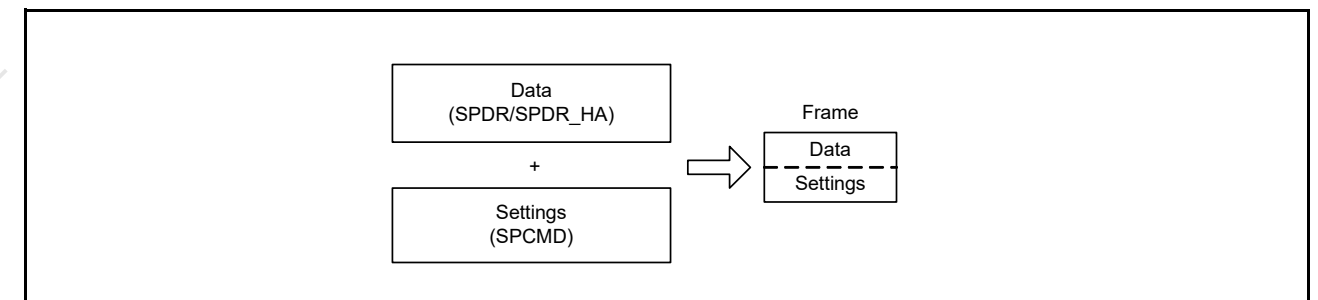 Data
(SPDR/SPDR_HA)
+
Settings
(SPCMD)
Frame
Data
Settings